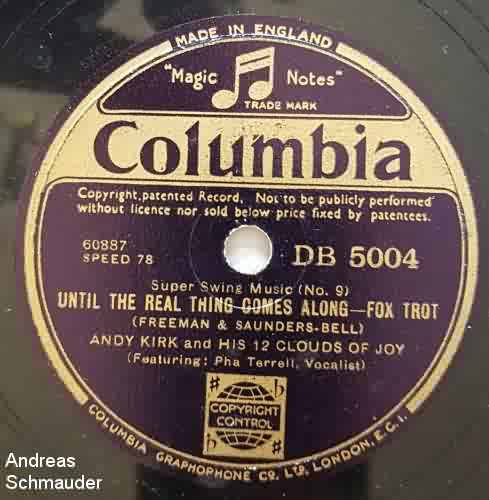 MADE IN ENGLAND
"Magic Notes"
TRADE MARK
Columbia
Copyright, patented Record. Not to be publicly performed
without licence nor sold below price fixed by patentees.
60887
SPEED 78
DB 5004
Super Swing Music (No. 9)
UNTIL THE REAL THING COMES ALONG—FOX TROT
(FREEMAN & SAUNDERS-BELL)
ANDY KIRK and HIS 12 CLOUDS OF JOY
(Featuring: Pha Terrell, Vocalist)
COPYRIGHT
CONTROL
COLUMBIA GRAPHOPHONE CO. LTD. LONDON, E.C.1.
Andreas
Schmauder